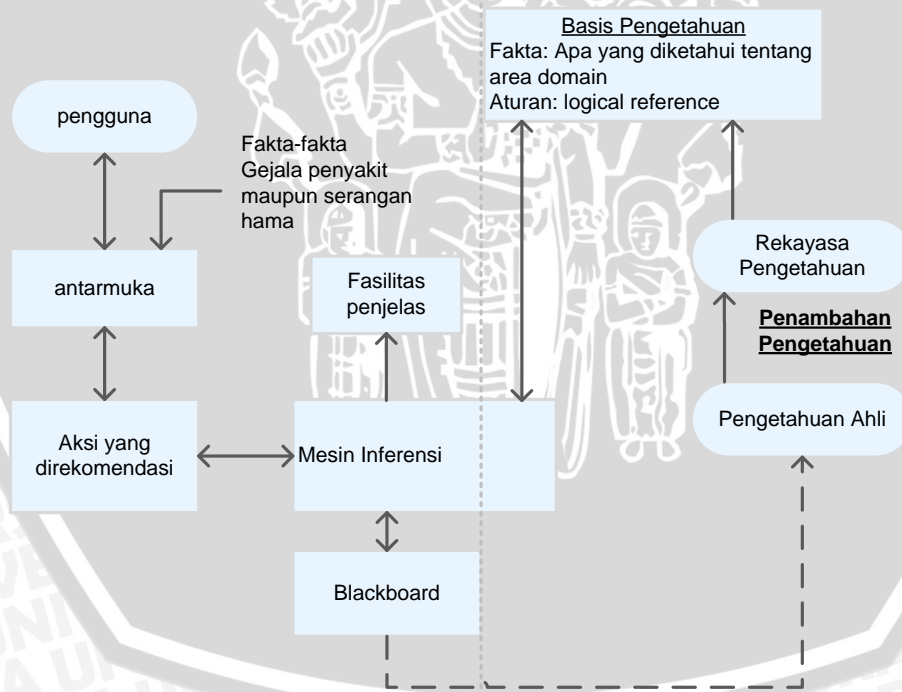 Basis Pengetahuan
Fakta: Apa yang diketahui tentang
area domain
Aturan: logical reference
pengguna
Fakta-fakta
Gejala penyakit
maupun serangan
hama
antarmuka
Fasilitas
penjelas
Rekayasa
Pengetahuan
Penambahan
Pengetahuan
Aksi yang
direkomendasi
Mesin Inferensi
Pengetahuan Ahli
Blackboard